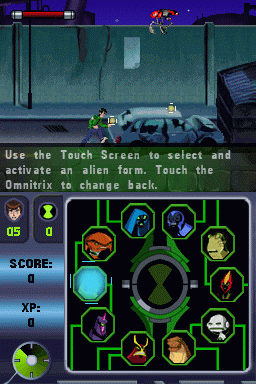 Use the Touch Screen to select and
activate an alien form. Touch the
Omnitrix to change back.
05
0
SCORE:
0
XP:
0